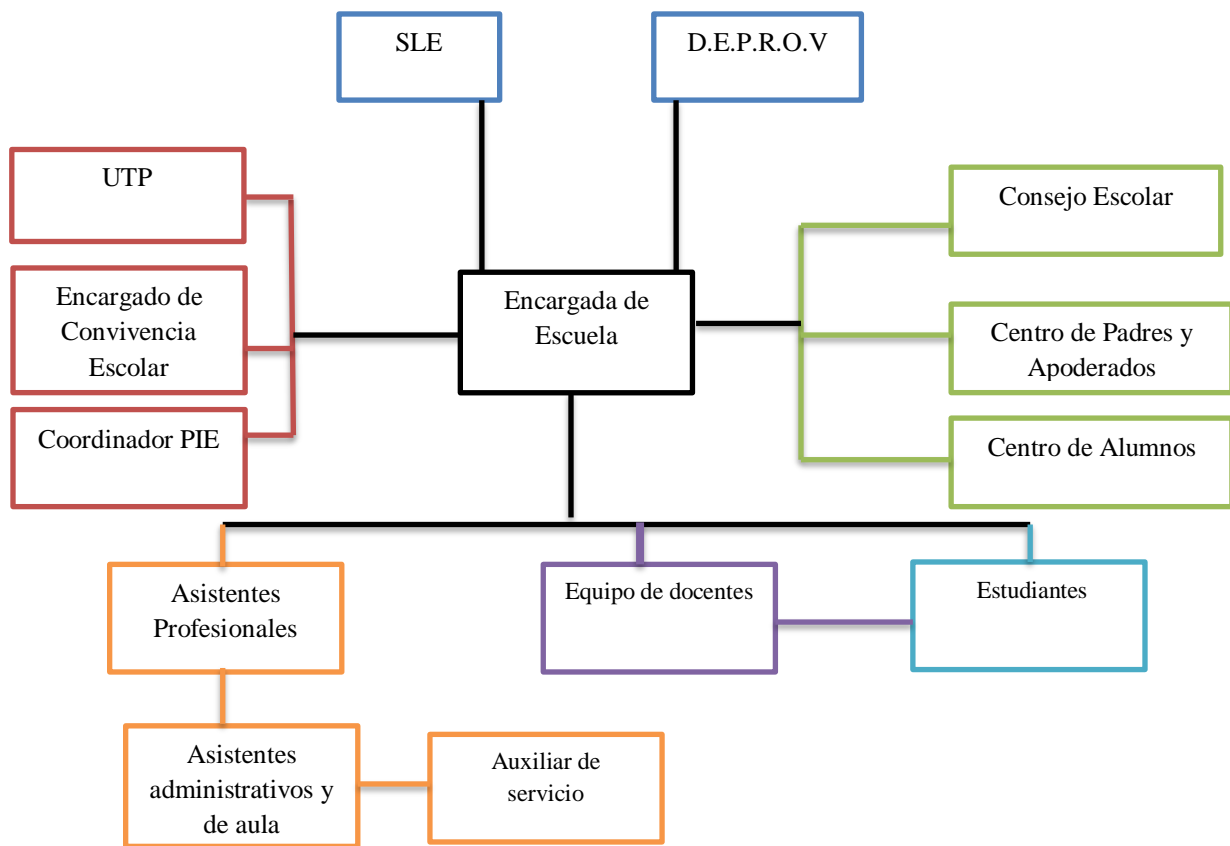 SLE
D.E.P.R.O.V
UTP
Consejo Escolar
Encargado de
Convivencia
Escolar
Encargada de
Escuela
Centro de Padres y
Apoderados
Coordinador PIE
Centro de Alumnos
Asistentes
Profesionales
Equipo de docentes
Estudiantes
Asistentes
administrativos y
de aula
Auxiliar de
servicio